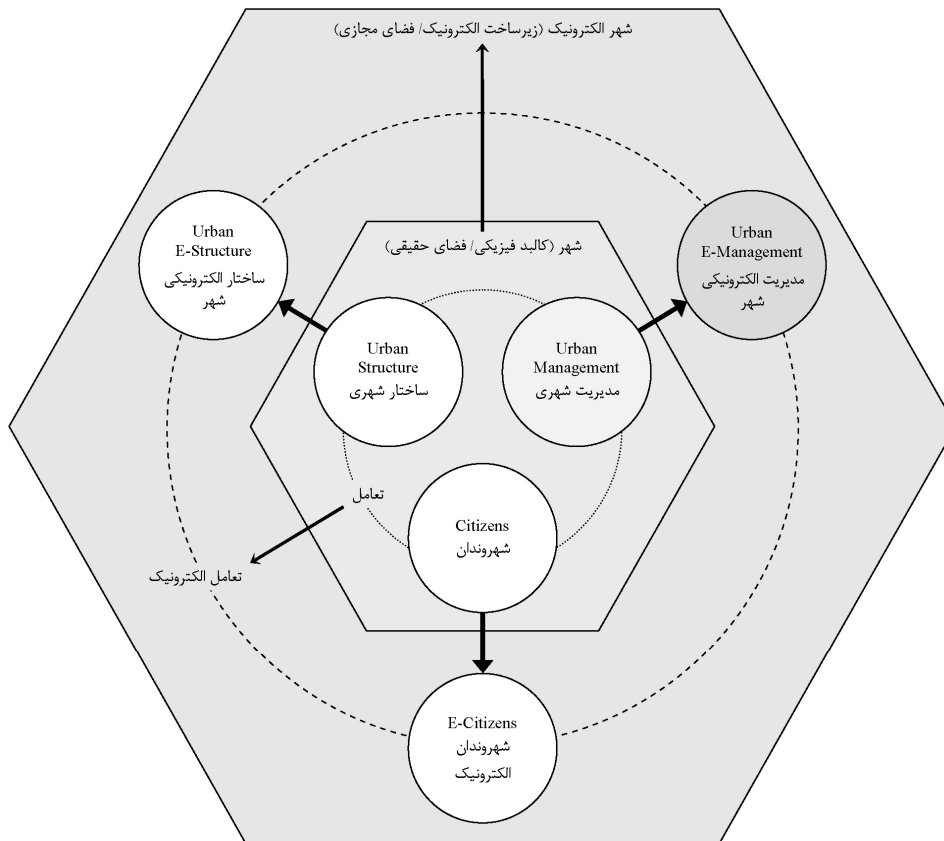 شهر الکترونیک (زیرساخت الکترونیک/ فضای مجازی)
Urban
E-Structure
ساختار الکترونیکی
شهر
Urban
E-Management
مدیریت الکترونیکی
شهر
شهر (کالبد فیزیکی/ فضای حقیقی)
Urban
Structure
ساختار شهری
Urban
Management
مدیریت شهری
تعامل
Citizens
شهروندان
تعامل الکترونیک
E-Citizens
شهروندان
الکترونیک